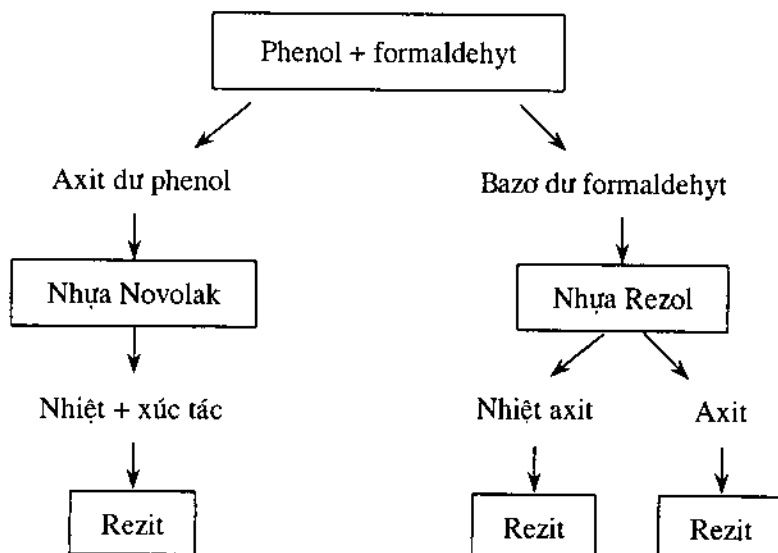 Phenol + formaldehyt
Axit dư phenol
Bazơ dư formaldehyt
Nhựa Novolak
Nhựa Rezol
Nhiệt + xúc tác
Nhiệt axit
Axit
Rezit
Rezit
Rezit